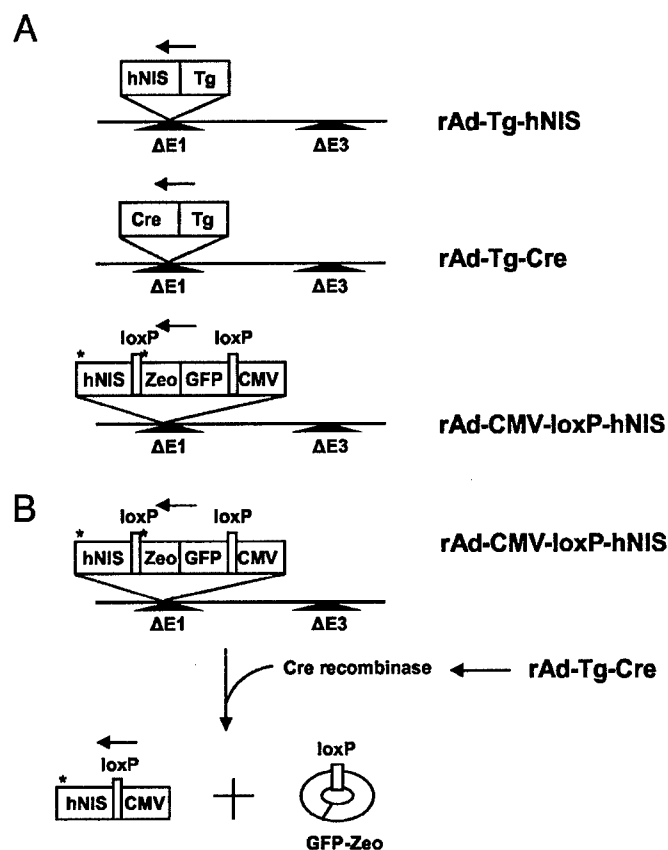 A
hNIS Tg
rAd-Tg-hNIS
ΔE1 ΔE3
Cre Tg
rAd-Tg-Cre
ΔE1 ΔE3
loxP loxP
* *
hNIS Zeo GFP CMV
rAd-CMV-loxP-hNIS
ΔE1 ΔE3
B
loxP loxP
* *
rAd-CMV-loxP-hNIS
hNIS Zeo GFP CMV
ΔE1 ΔE3
Cre recombinase rAd-Tg-Cre
loxP loxP
*
hNIS CMV +
GFP-Zeo